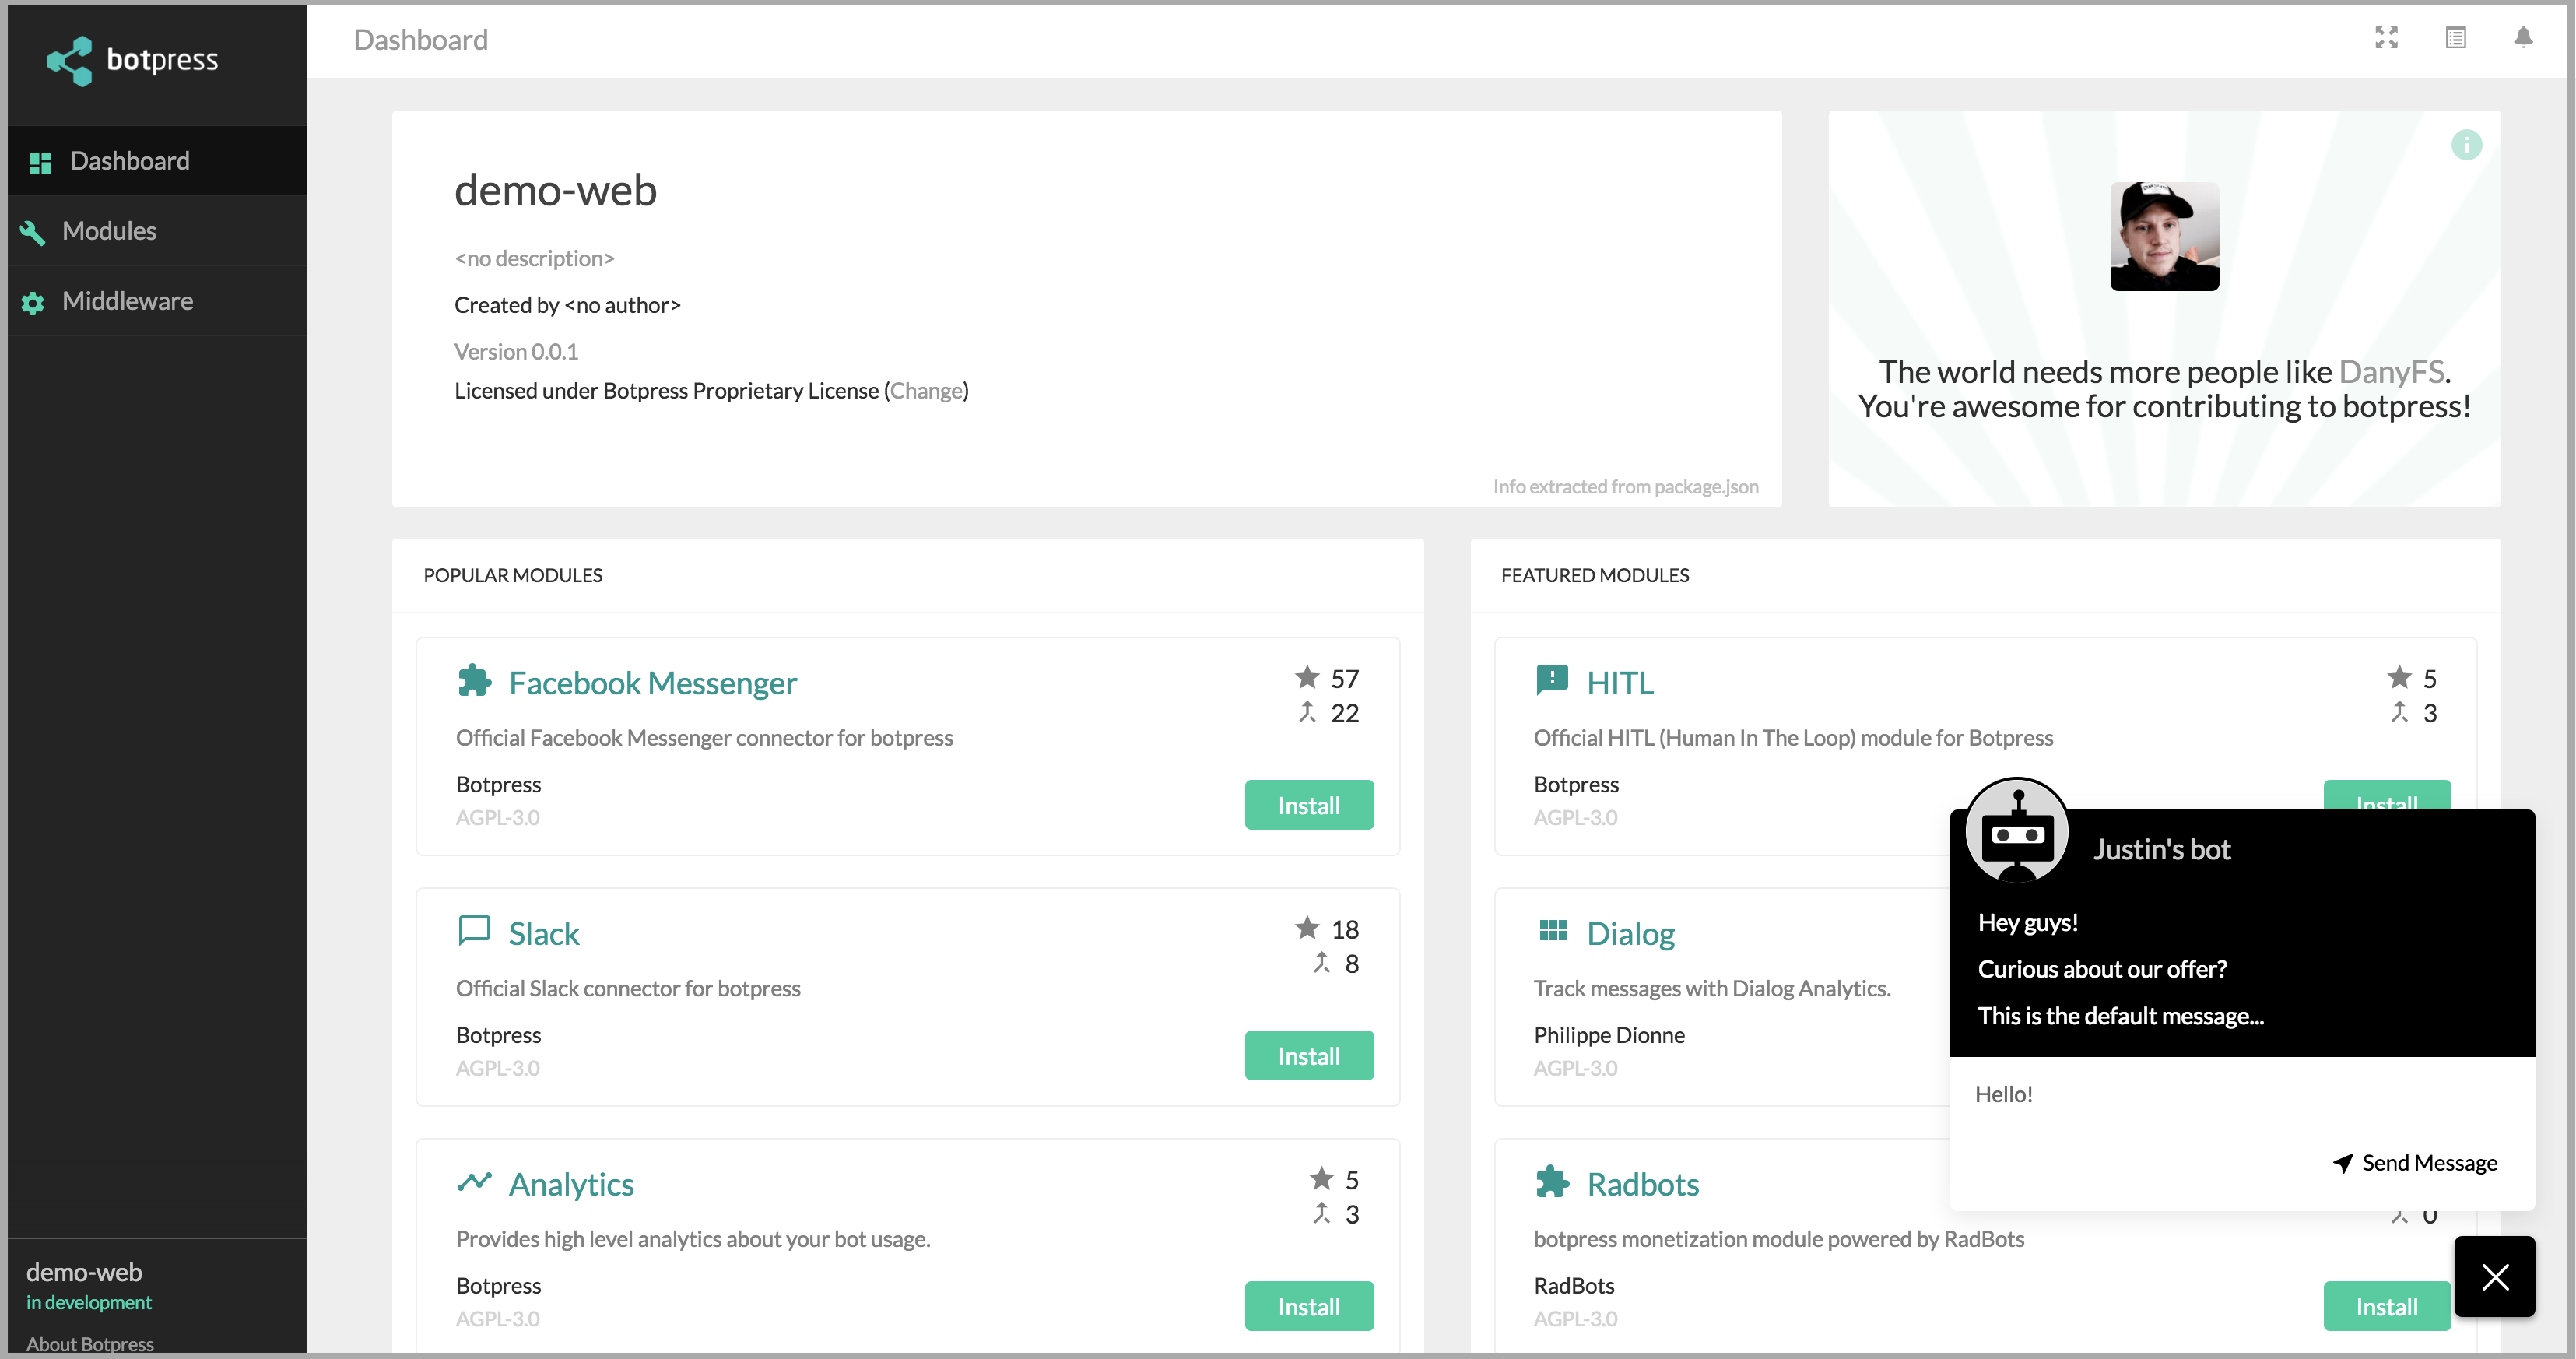 botpress
Dashboard
Modules
Middleware
demo-web
in development
About Botpress
Dashboard
demo-web
<no description>
Created by <no author>
Version 0.0.1
Licensed under Botpress Proprietary License (Change)
Info extracted from package.json
The world needs more people like DanyFS.
You're awesome for contributing to botpress!
POPULAR MODULES
Facebook Messenger
57
22
Official Facebook Messenger connector for botpress
Botpress
AGPL-3.0
Install
Slack
18
8
Official Slack connector for botpress
Botpress
AGPL-3.0
Install
Analytics
5
3
Provides high level analytics about your bot usage.
Botpress
AGPL-3.0
Install
FEATURED MODULES
HITL
5
3
Official HITL (Human In The Loop) module for Botpress
Botpress
AGPL-3.0
Install
Dialog
Track messages with Dialog Analytics.
Philippe Dionne
AGPL-3.0
Radbots
0
botpress monetization module powered by RadBots
RadBots
AGPL-3.0
Install
Justin's bot
Hey guys!
Curious about our offer?
This is the default message...
Hello!
Send Message